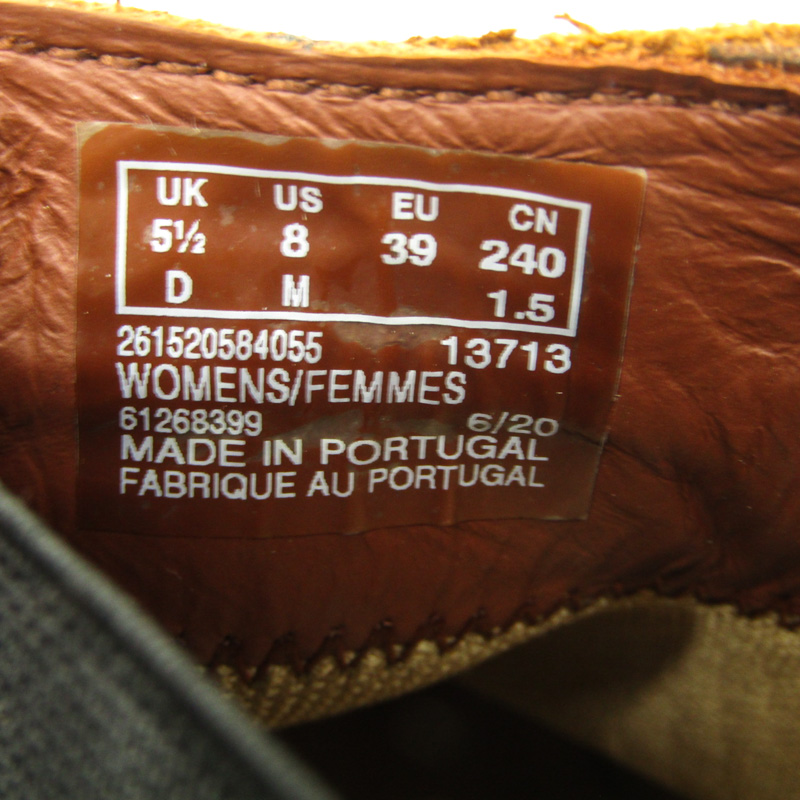 UK US EU CN
5½ 8 39 240
D M 1.5
261520584055 13713
WOMENS/FEMMES
61268399 6/20
MADE IN PORTUGAL
FABRIQUE AU PORTUGAL